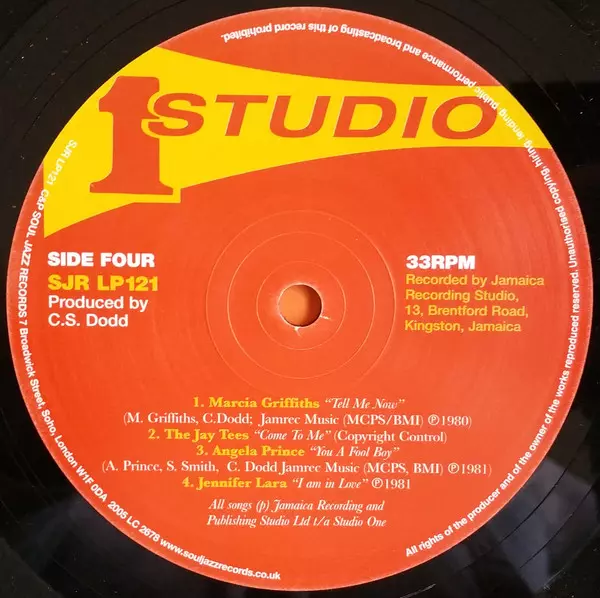 1 STUDIO
SIDE FOUR
SJR LP121
Produced by
C.S. Dodd
33RPM
Recorded by Jamaica
Recording Studio,
13, Brentford Road,
Kingston, Jamaica
1. Marcia Griffiths "Tell Me Now"
(M. Griffiths, C.Dodd; Jamrec Music (MCPS/BMI) ℗1980)
2. The Jay Tees "Come To Me" (Copyright Control)
3. Angela Prince "You A Fool Boy"
(A. Prince, S. Smith, C. Dodd Jamrec Music (MCPS, BMI) ℗1981)
4. Jennifer Lara "I am in Love" ℗1981
All songs (p) Jamaica Recording and
Publishing Studio Ltd t/a Studio One
SJR LP121 C&P SOUL JAZZ RECORDS 7 Broadwick Street, Soho, London W1F 0DA 2005 LC 2678 www.souljazzrecords.co.uk
All rights of the producer and of the owner of the works reproduced reserved. Unauthorised copying, hiring, lending public performance and broadcasting of this record prohibited.